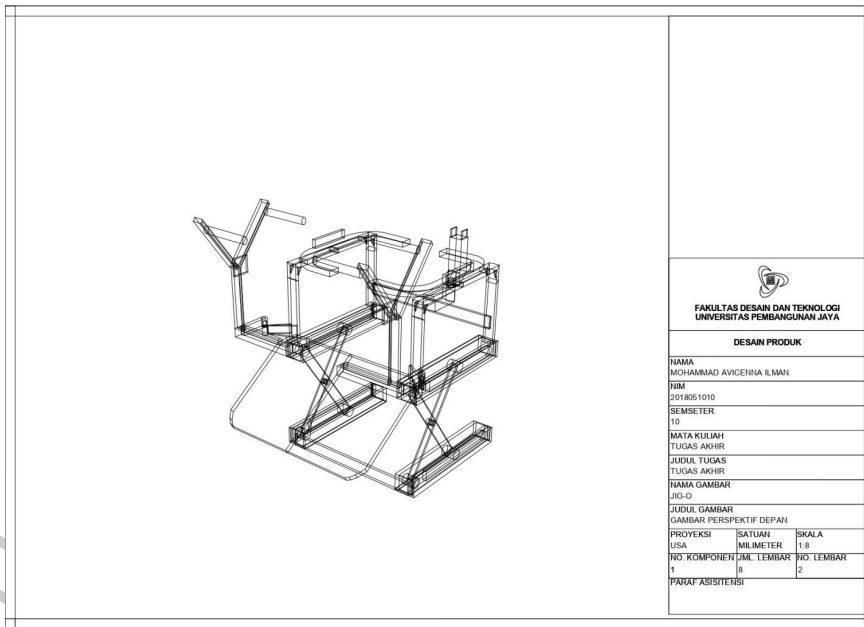 FAKULTAS DESAIN DAN TEKNOLOGI
UNIVERSITAS PEMBANGUNAN JAYA
DESAIN PRODUK
NAMA
MOHAMMAD AVICENNA ILMAN
NIM
2018051010
SEMSETER
10
MATA KULIAH
TUGAS AKHIR
JUDUL TUGAS
TUGAS AKHIR
NAMA GAMBAR
JIG-O
JUDUL GAMBAR
GAMBAR PERSPEKTIF DEPAN
PROYEKSI SATUAN SKALA
USA MILIMETER 1:8
NO. KOMPONEN JML. LEMBAR NO. LEMBAR
1 8 2
PARAF ASISITENSI